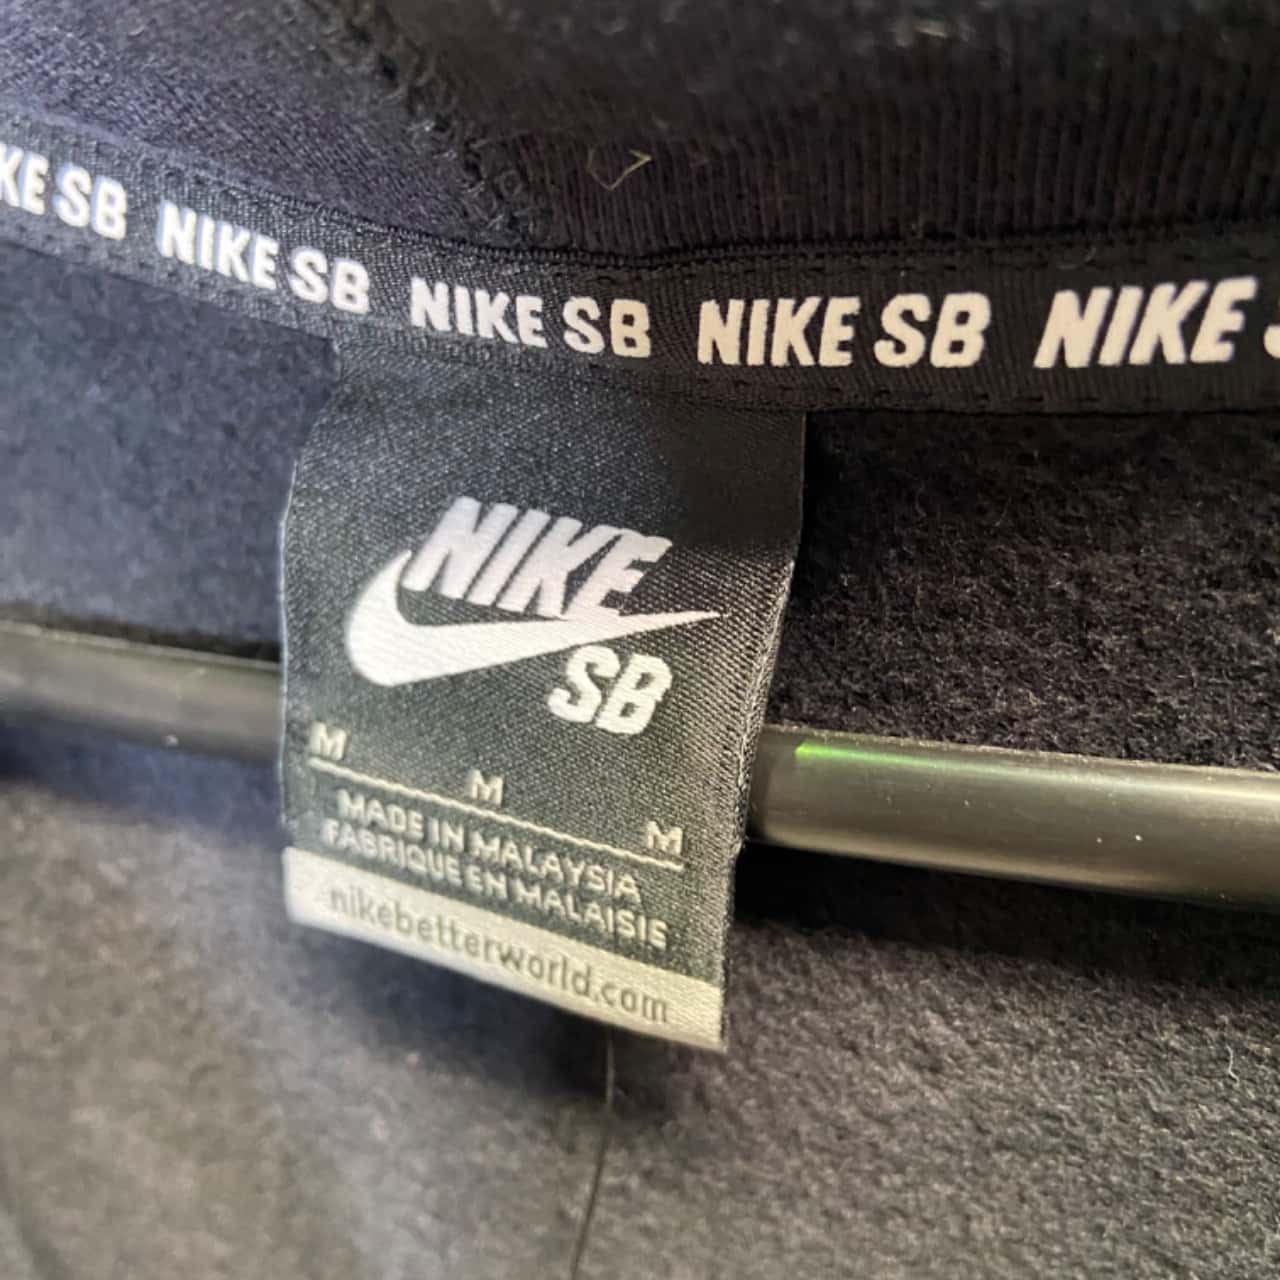 KE SB NIKE SB NIKE SB NIKE SB NIKE
NIKE
SB
M M M
MADE IN MALAYSIA
FABRIQUE EN MALAISIE
nikebetterworld.com